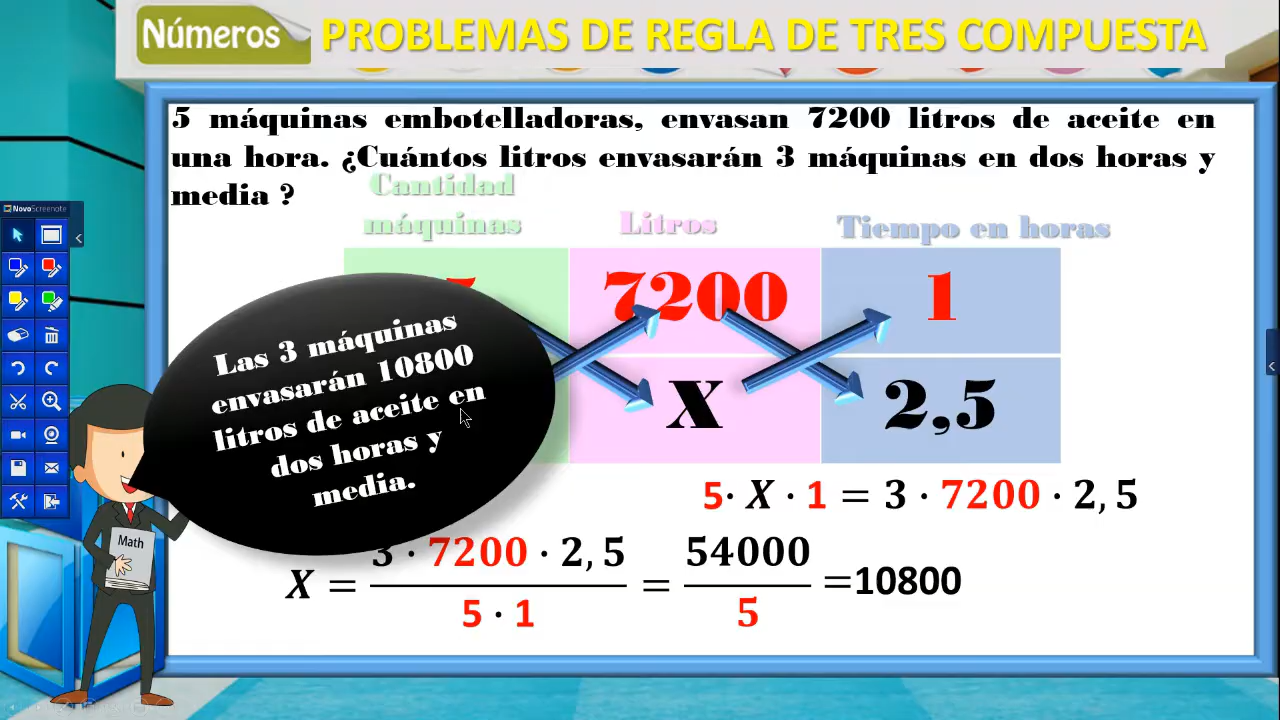 Números
PROBLEMAS DE REGLA DE TRES COMPUESTA
5 máquinas embotelladoras, envasan 7200 litros de aceite en
una hora. ¿Cuántos litros envasarán 3 máquinas en dos horas y
media ?
Cantidad
máquinas
Litros
Tiempo en horas
NovoScreenote
7200
1
X
2,5
Las 3 máquinas
envasarán 10800
litros de aceite en
dos horas y
media.
5· X · 1 = 3 · 7200 · 2, 5
X = 3 · 7200 · 2, 5 / 5 · 1 = 54000 / 5 =10800
Math